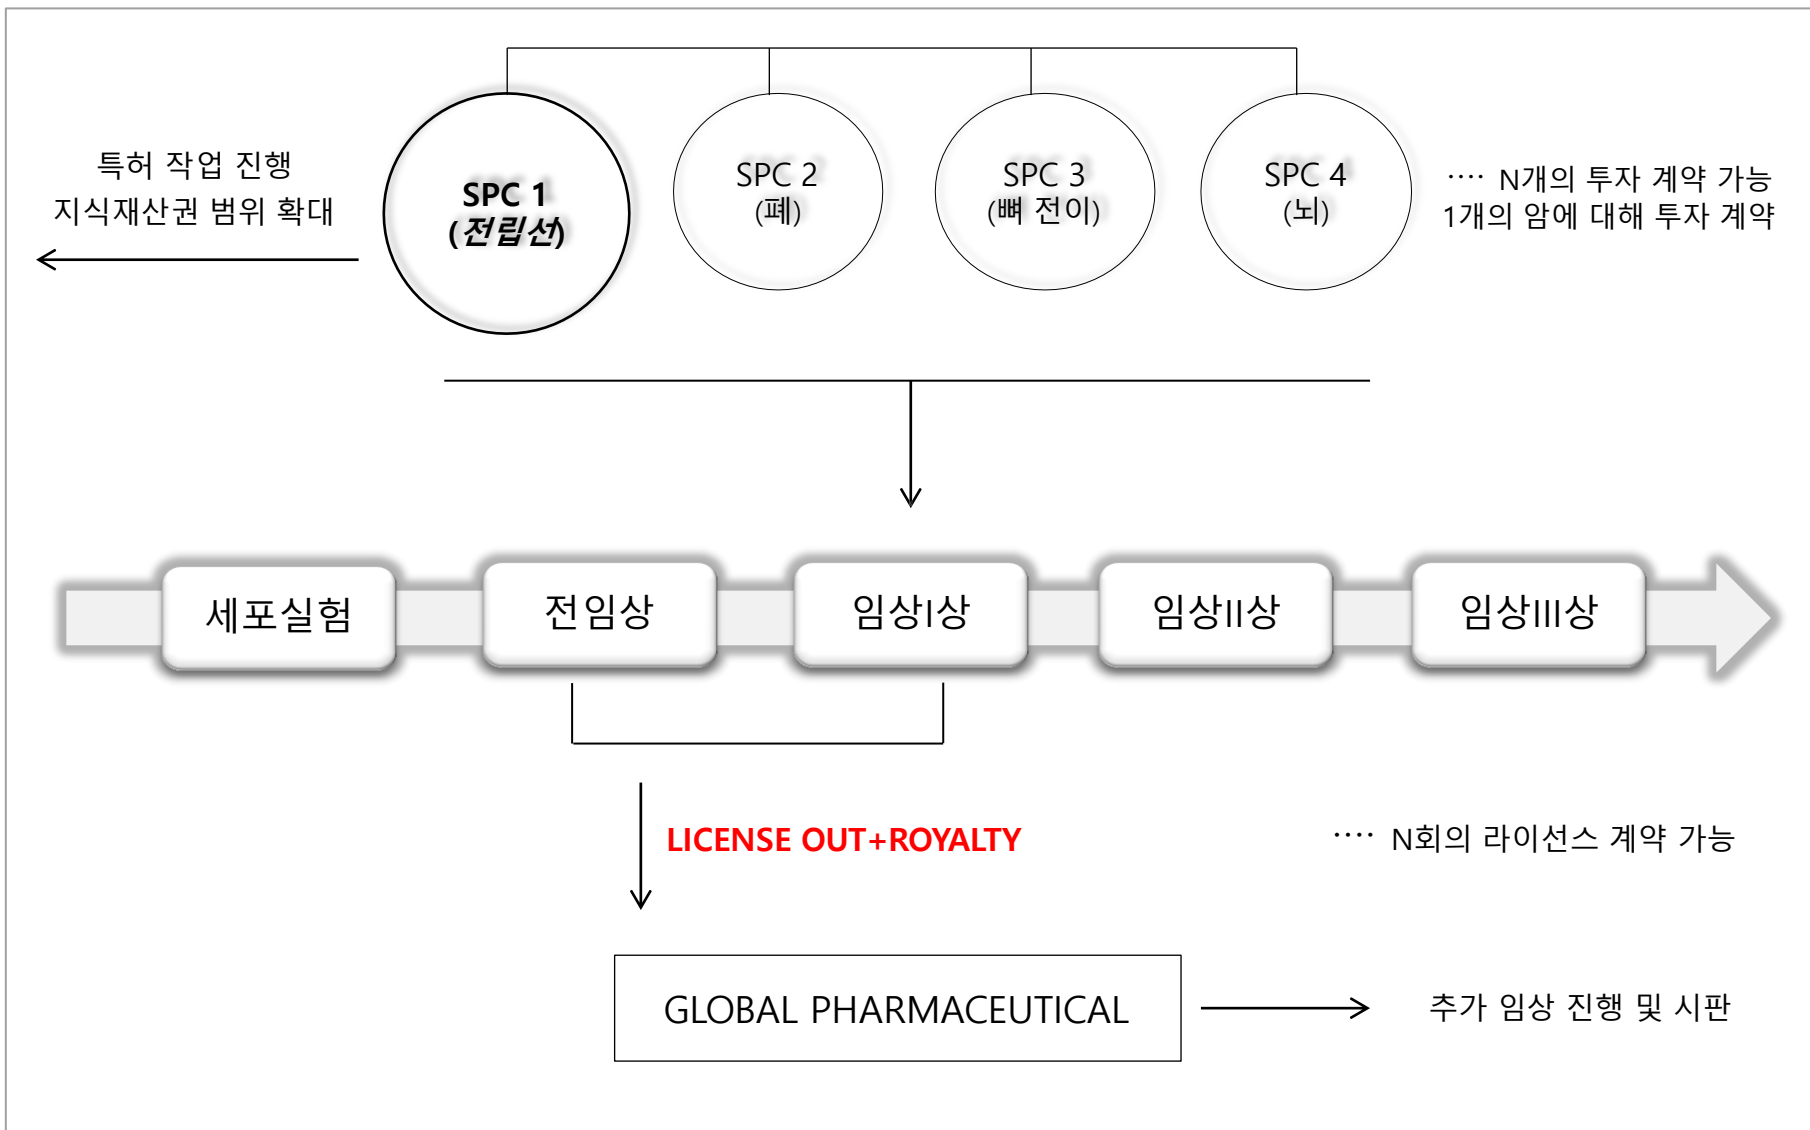 특허 작업 진행
지식재산권 범위 확대
SPC 1
(전립선)
SPC 2
(폐)
SPC 3
(뼈 전이)
SPC 4
(뇌)
···· N개의 투자 계약 가능
1개의 암에 대해 투자 계약
세포실험
전임상
임상I상
임상II상
임상III상
LICENSE OUT+ROYALTY
···· N회의 라이선스 계약 가능
GLOBAL PHARMACEUTICAL
추가 임상 진행 및 시판